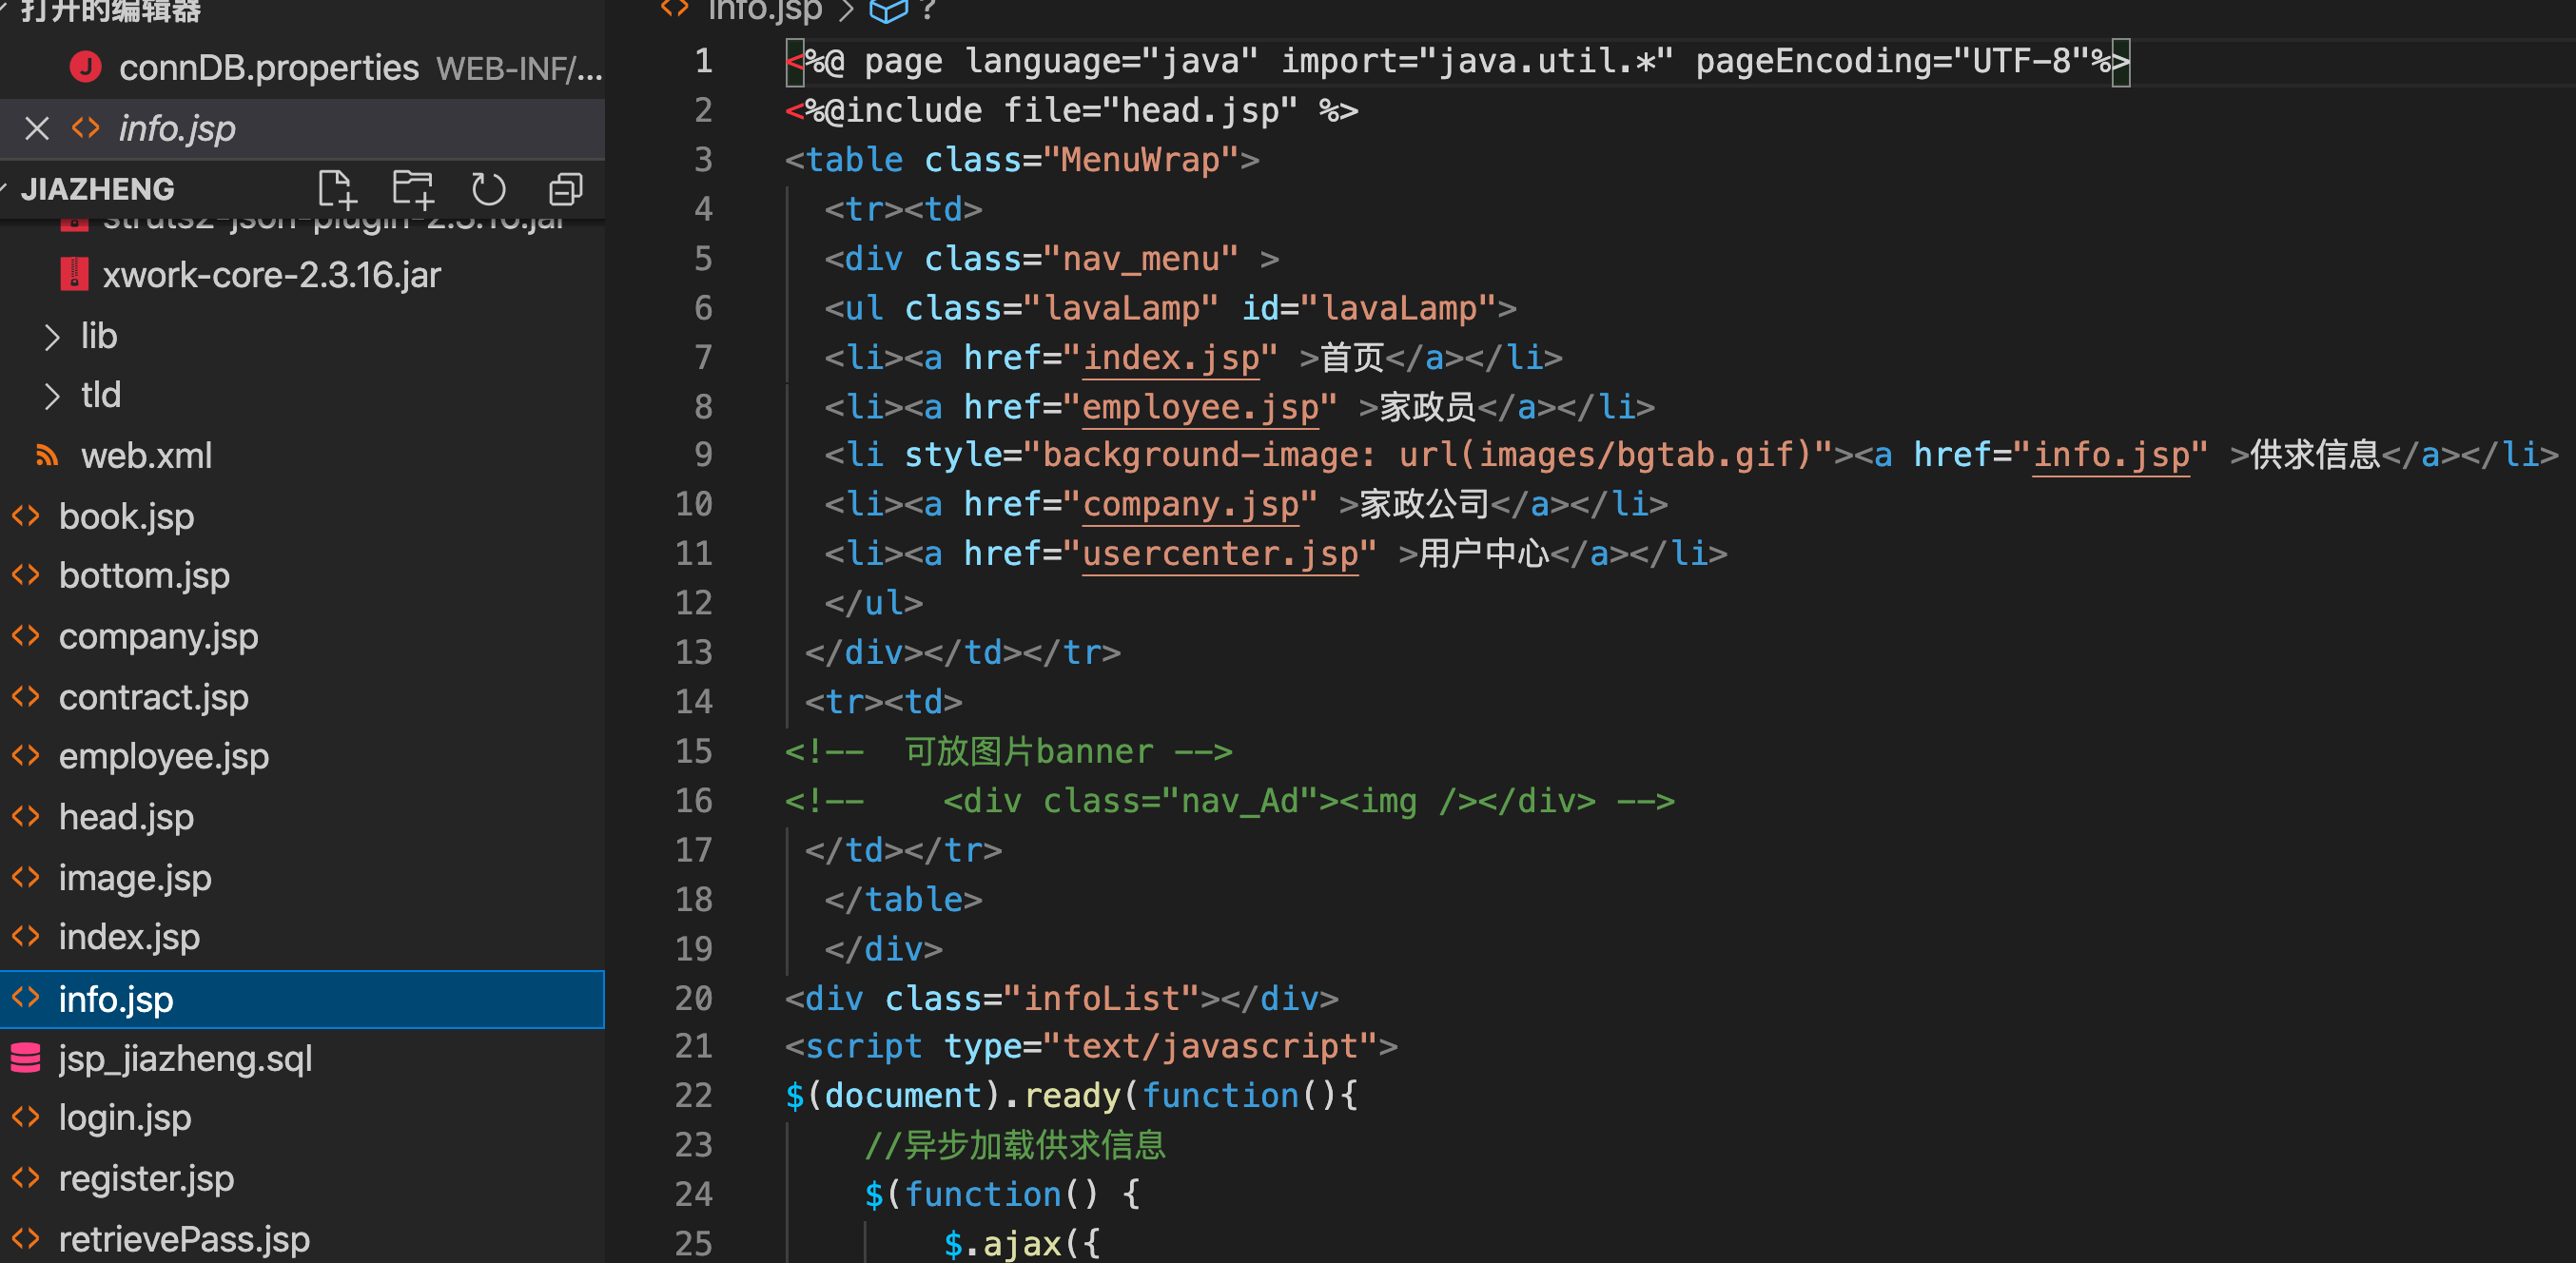 打开的编辑器
connDB.properties WEB-INF/...
info.jsp
JIAZHENG
struts2-json-plugin-2.3.16.jar
xwork-core-2.3.16.jar
lib
tld
web.xml
book.jsp
bottom.jsp
company.jsp
contract.jsp
employee.jsp
head.jsp
image.jsp
index.jsp
info.jsp
jsp_jiazheng.sql
login.jsp
register.jsp
retrievePass.jsp
info.jsp > ?
1 <%@ page language="java" import="java.util.*" pageEncoding="UTF-8"%>
2 <%@include file="head.jsp" %>
3 <table class="MenuWrap">
4 <tr><td>
5 <div class="nav_menu" >
6 <ul class="lavaLamp" id="lavaLamp">
7 <li><a href="index.jsp" >首页</a></li>
8 <li><a href="employee.jsp" >家政员</a></li>
9 <li style="background-image: url(images/bgtab.gif)"><a href="info.jsp" >供求信息</a></li>
10 <li><a href="company.jsp" >家政公司</a></li>
11 <li><a href="usercenter.jsp" >用户中心</a></li>
12 </ul>
13 </div></td></tr>
14 <tr><td>
15 <!--  可放图片banner -->
16 <!--    <div class="nav_Ad"><img /></div> -->
17 </td></tr>
18 </table>
19 </div>
20 <div class="infoList"></div>
21 <script type="text/javascript">
22 $(document).ready(function(){
23 //异步加载供求信息
24 $(function() {
25 $.ajax({